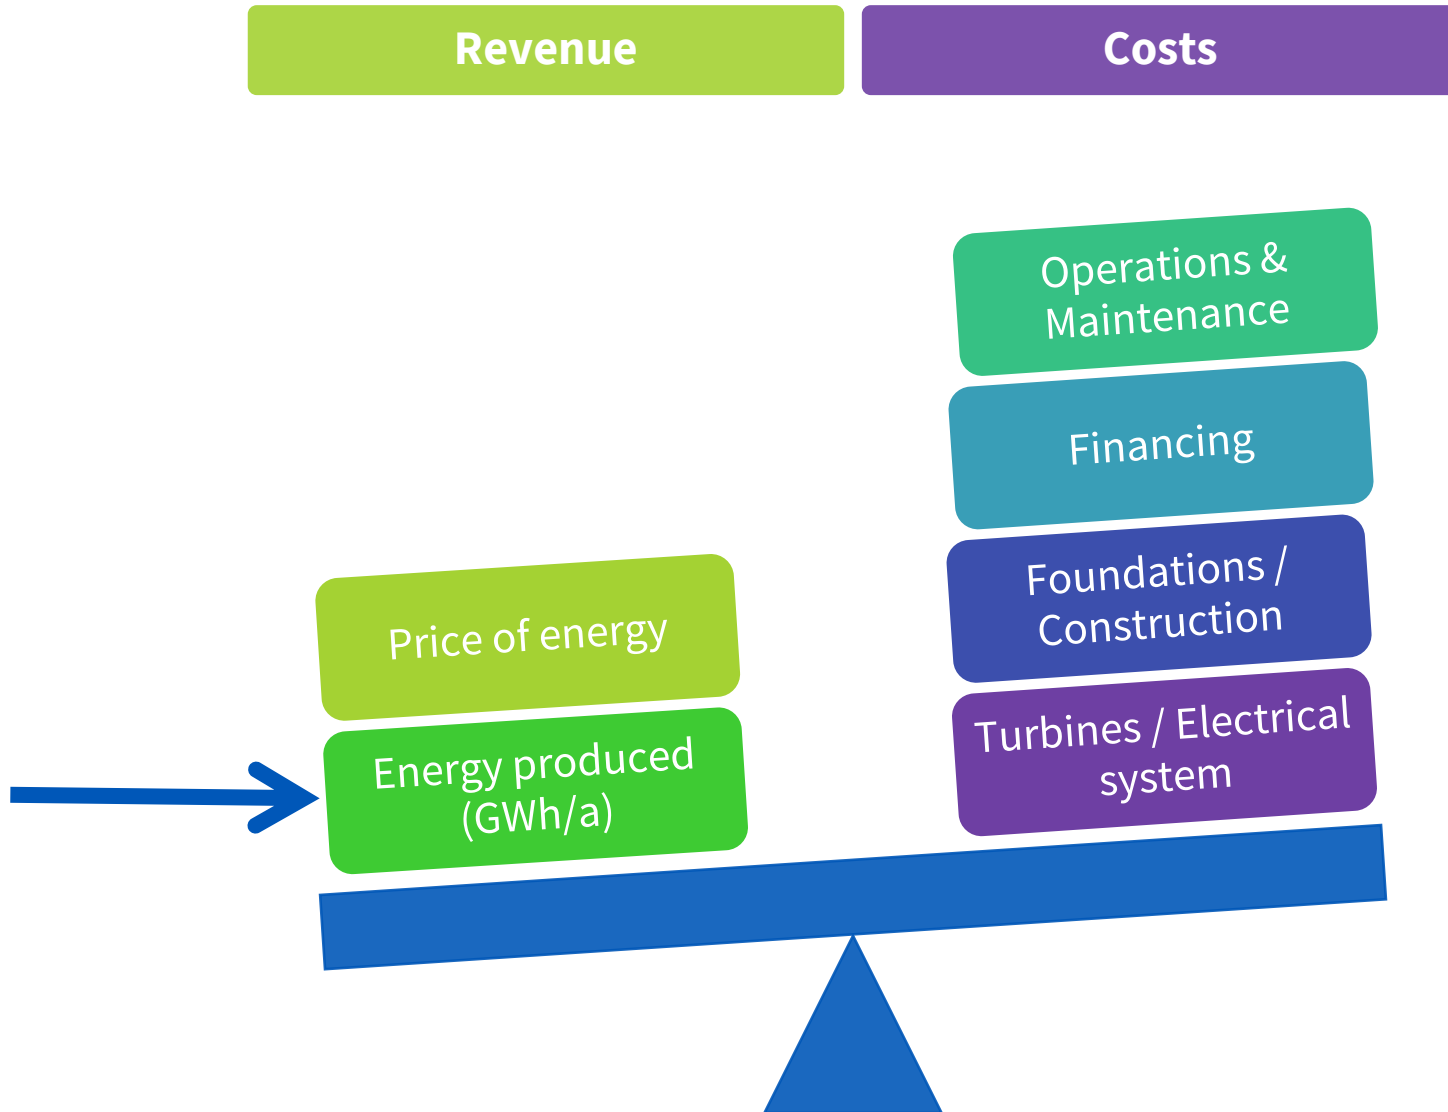 Revenue
Costs
Price of energy
Energy produced
(GWh/a)
Operations &
Maintenance
Financing
Foundations /
Construction
Turbines / Electrical
system